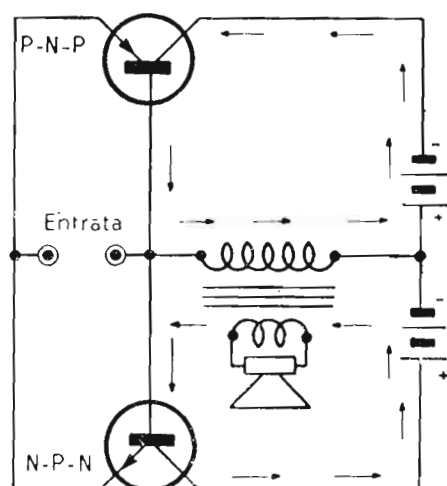 P-N-P
-
+
Entrata
-
+
N-P-N